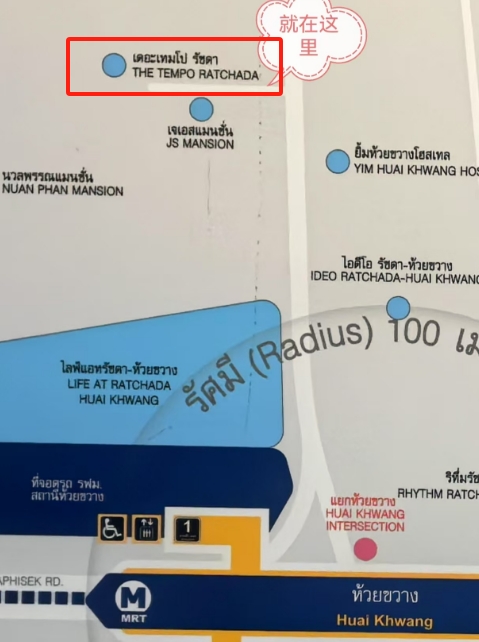 就在这
里
เดอะเทมโป รัชดา
THE TEMPO RATCHADA
เจเอสแมนชั่น
JS MANSION
ยิ้มห้วยขวางโฮสเทล
YIM HUAI KHWANG HOS
นวลพรรณแมนชั่น
NUAN PHAN MANSION
ไอดีโอ รัชดา-ห้วยขวาง
IDEO RATCHADA-HUAI KHWANG
รัศมี (Radius) 100 เม
ไลฟ์แอทรัชดา-ห้วยขวาง
LIFE AT RATCHADA
HUAI KHWANG
ที่จอดรถ รฟม.
สถานีห้วยขวาง
ริทึ่มรัช
RHYTHM RATCH
แยกห้วยขวาง
HUAI KHWANG
INTERSECTION
1
APHISEK RD.
M
MRT
ห้วยขวาง
Huai Khwang